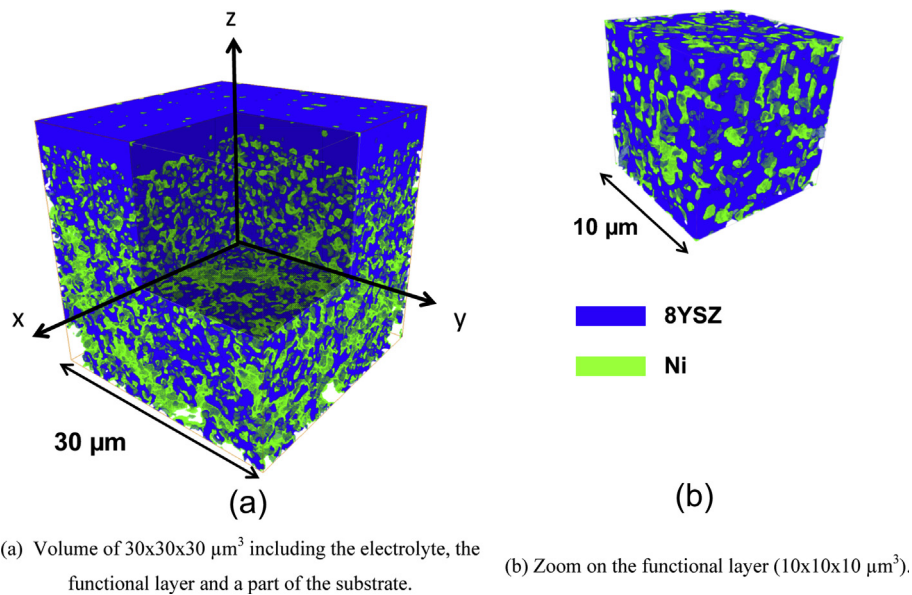 z
x
y
30 µm
(a)
10 µm
8YSZ
Ni
(b)
(a) Volume of 30x30x30 µm³ including the electrolyte, the
functional layer and a part of the substrate.
(b) Zoom on the functional layer (10x10x10 µm³).